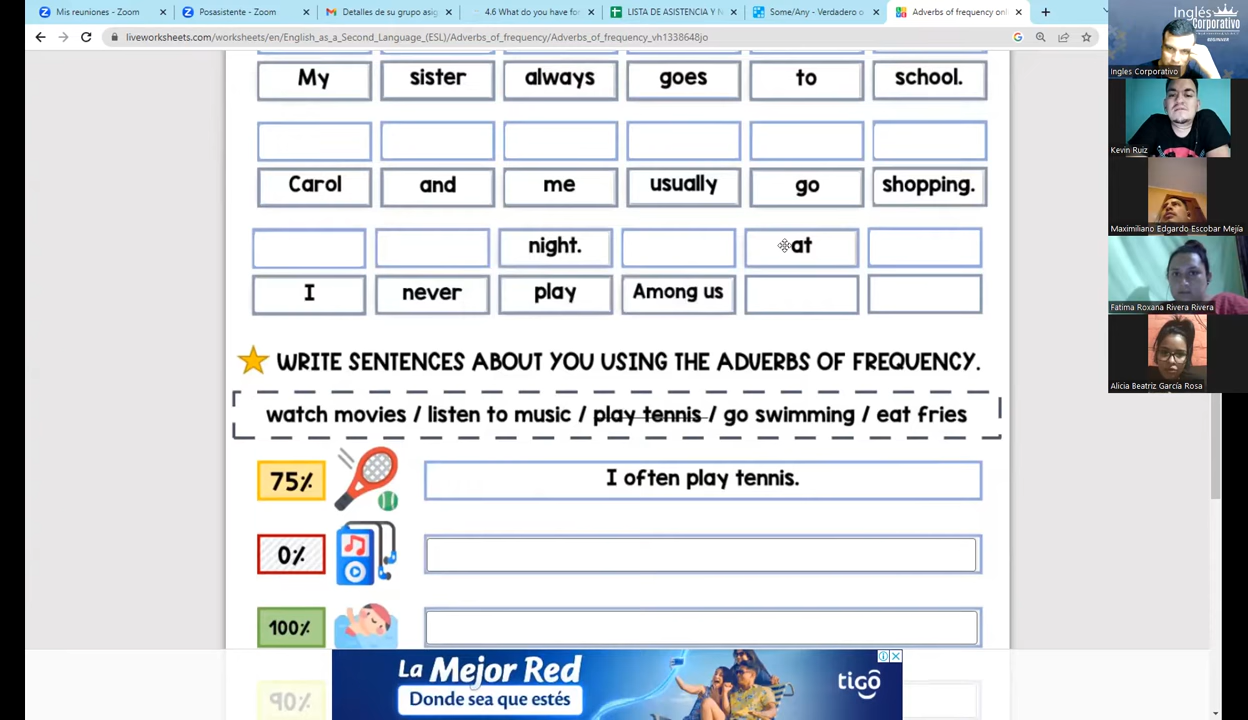 Mis reuniones - Zoom
Posasistente - Zoom
Detalles de su grupo asig
4.6 What do you have for
LISTA DE ASISTENCIA Y N
Some/Any - Verdadero o
Adverbs of frequency onl
liveworksheets.com/worksheets/en/English_as_a_Second_Language_(ESL)/Adverbs_of_frequency/Adverbs_of_frequency_vh1338648jo
Inglés
Corporativo
BEGINNER
Ingles Corporativo
Kevin Ruiz
Maximiliano Edgardo Escobar Mejía
Fatima Roxana Rivera Rivera
Alicia Beatriz García Rosa
My sister always goes to school.
Carol and me usually go shopping.
night. at
I never play Among us
WRITE SENTENCES ABOUT YOU USING THE ADVERBS OF FREQUENCY.
watch movies / listen to music / play tennis / go swimming / eat fries
75% I often play tennis.
0%
100%
90%
La Mejor Red
Donde sea que estés
tigo